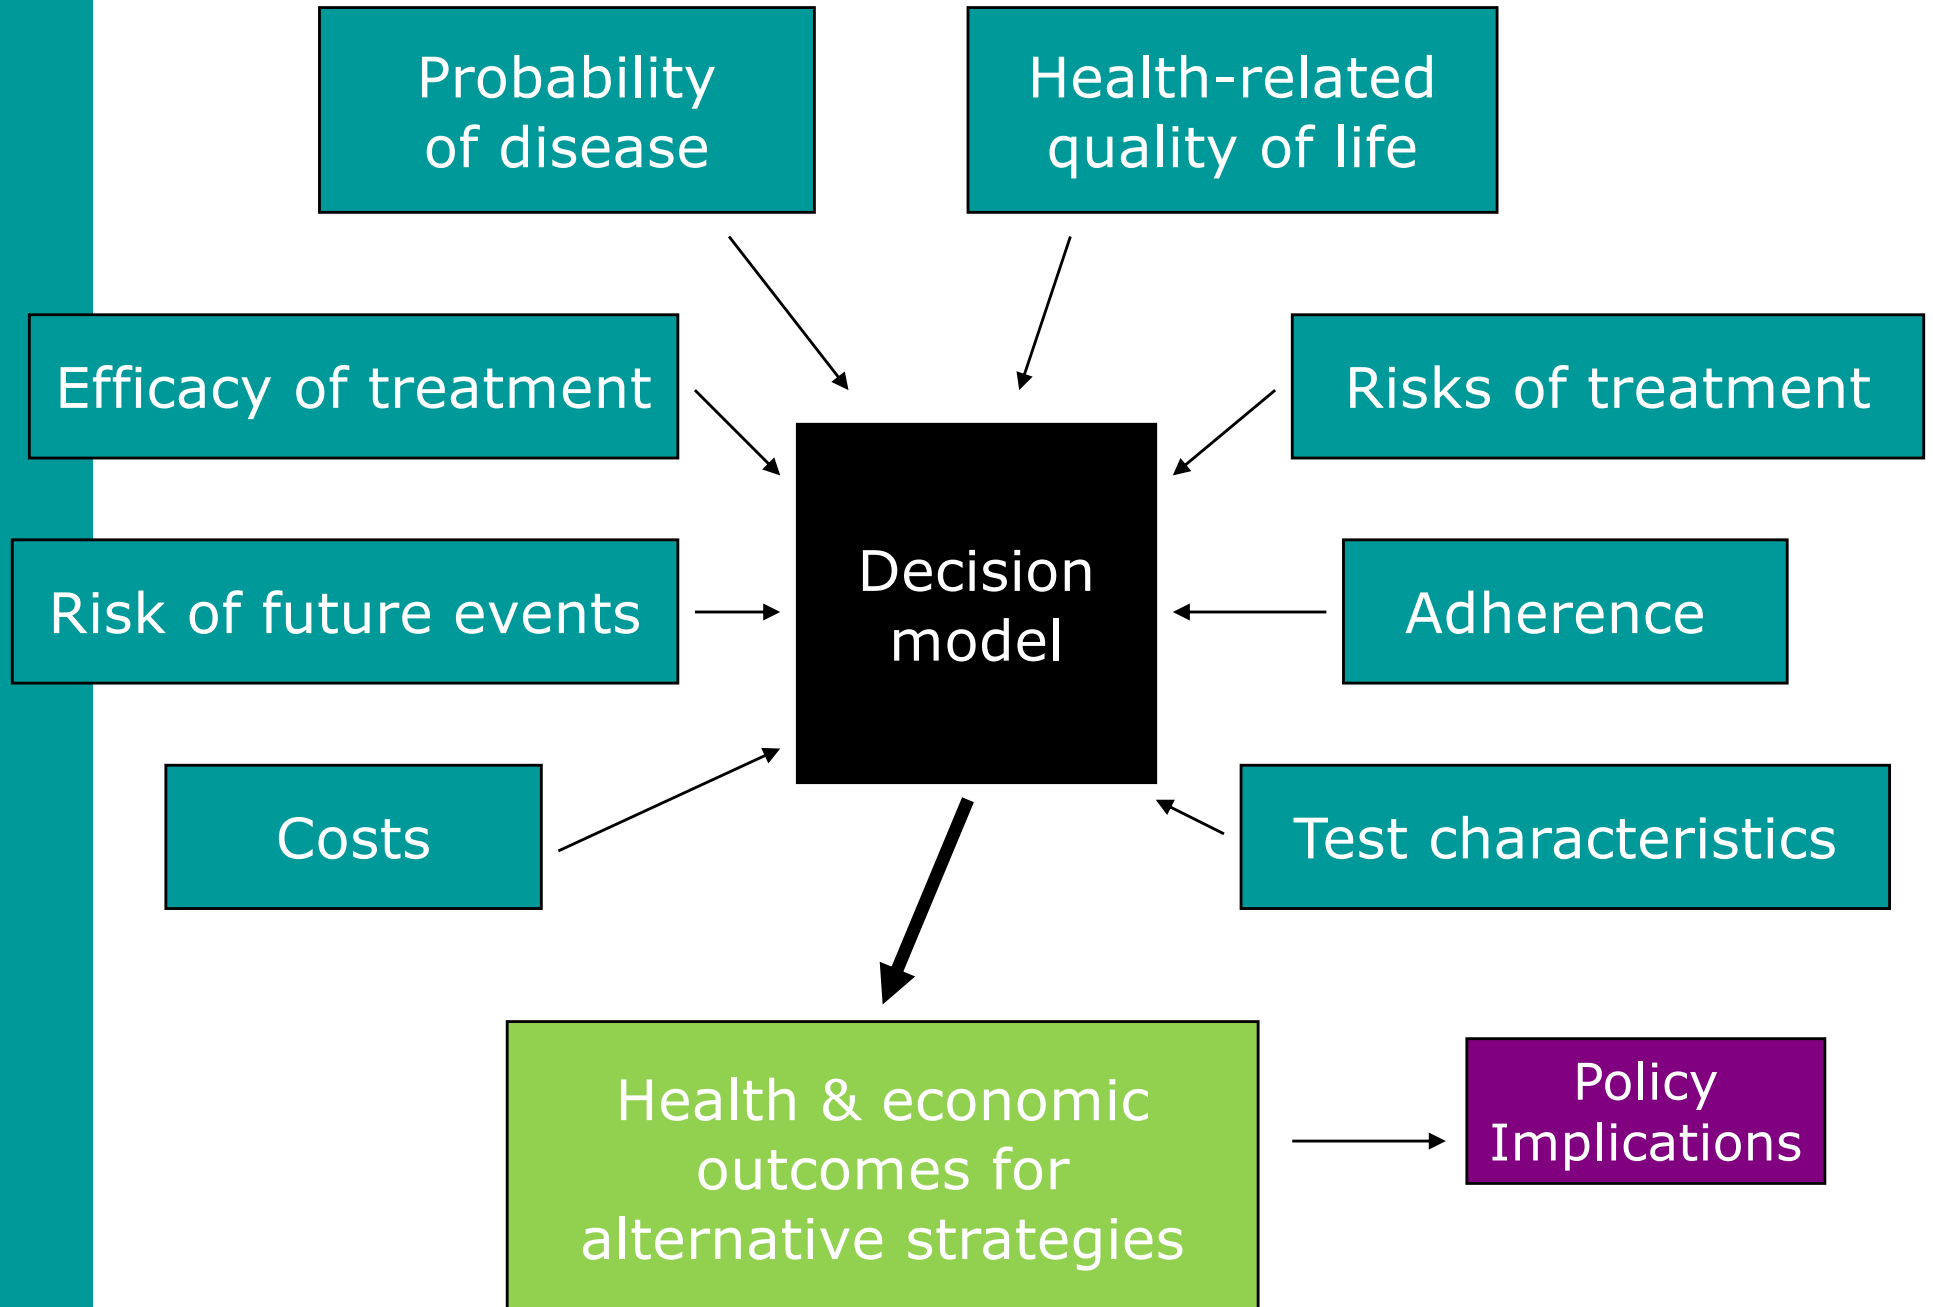 Probability
of disease
Health-related
quality of life
Efficacy of treatment
Risks of treatment
Decision
model
Risk of future events
Adherence
Costs
Test characteristics
Health & economic
outcomes for
alternative strategies
Policy
Implications